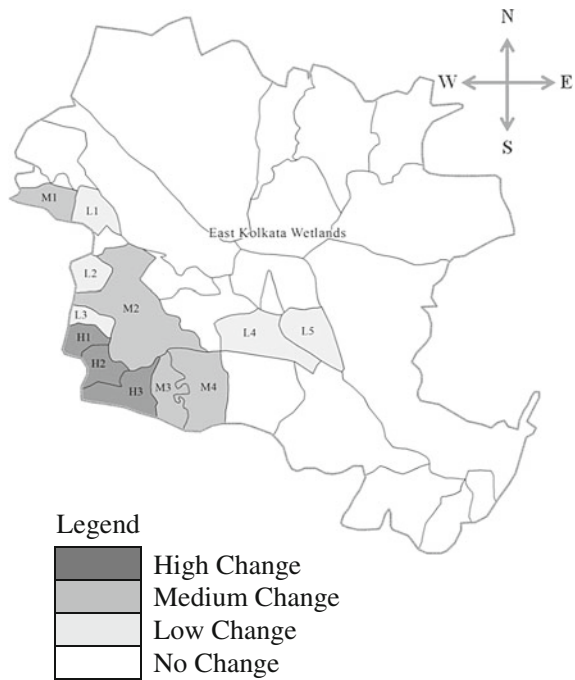 N
W E
S
M1
L1
East Kolkata Wetlands
L2
M2
L3
L4
L5
H1
H2
H3
M3
M4
Legend
High Change
Medium Change
Low Change
No Change